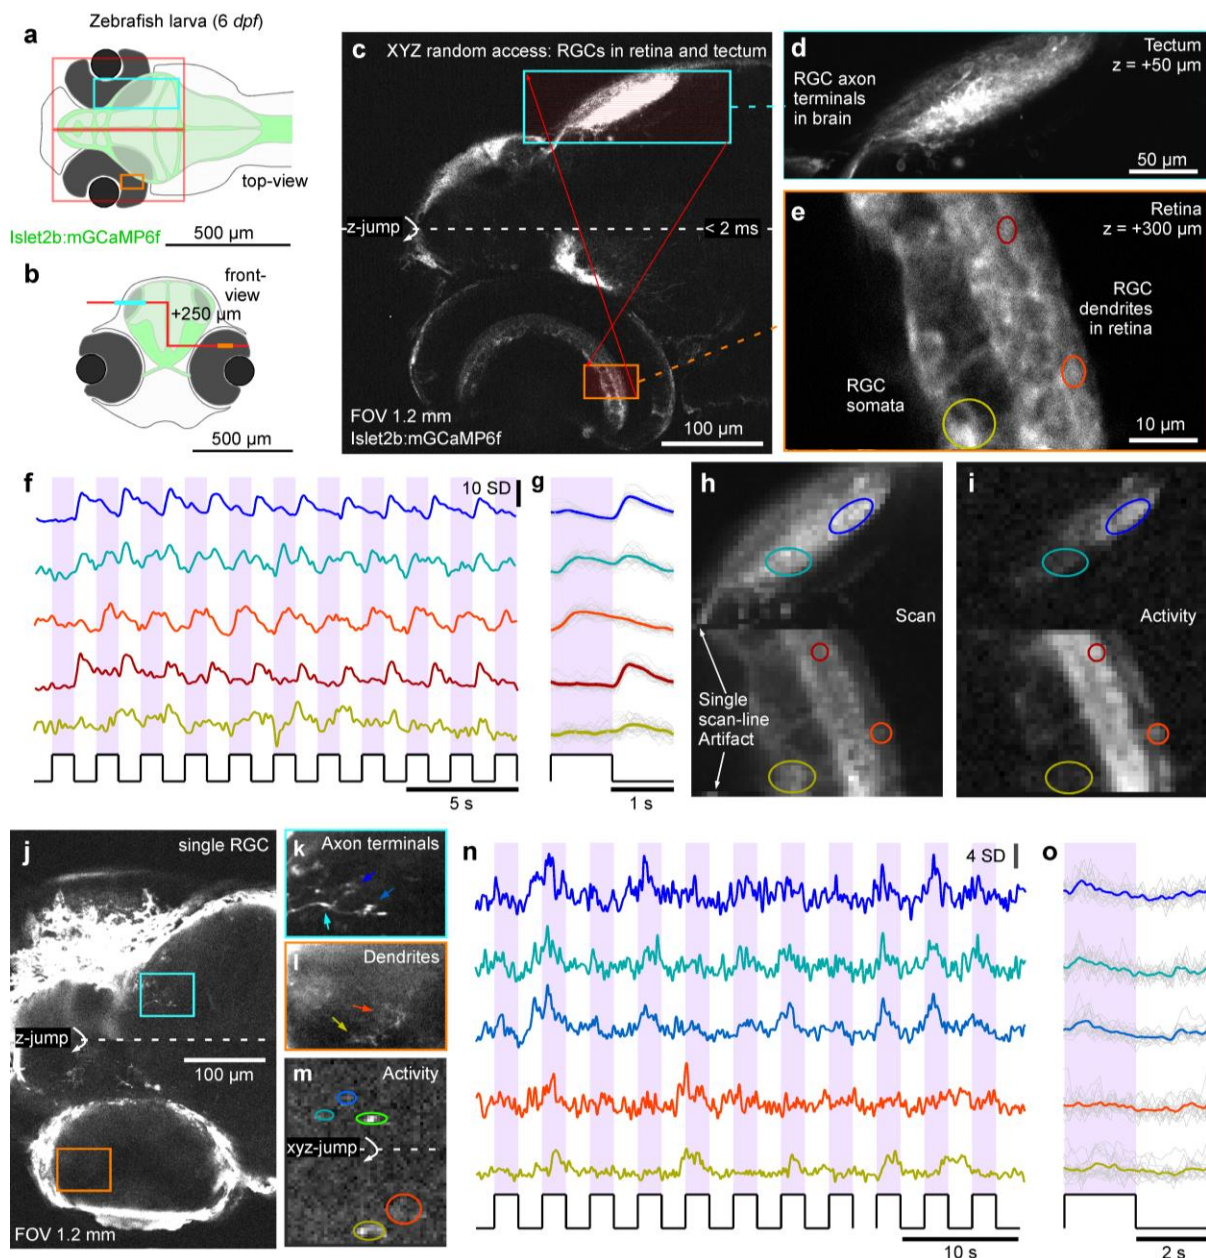 Zebrafish larva (6 dpf)
a
top-view
Islet2b:mGCaMP6f
500 µm
b
front-
view
+250 µm
500 µm
c
XYZ random access: RGCs in retina and tectum
z-jump
< 2 ms
FOV 1.2 mm
Islet2b:mGCaMP6f
100 µm
d
Tectum
z = +50 µm
RGC axon
terminals
in brain
50 µm
e
Retina
z = +300 µm
RGC
dendrites
in retina
RGC
somata
10 µm
f
10 SD
5 s
g
1 s
h
Scan
Single
scan-line
Artifact
i
Activity
j
single RGC
z-jump
100 µm
FOV 1.2 mm
k
Axon terminals
l
Dendrites
m
Activity
xyz-jump
n
4 SD
10 s
o
2 s